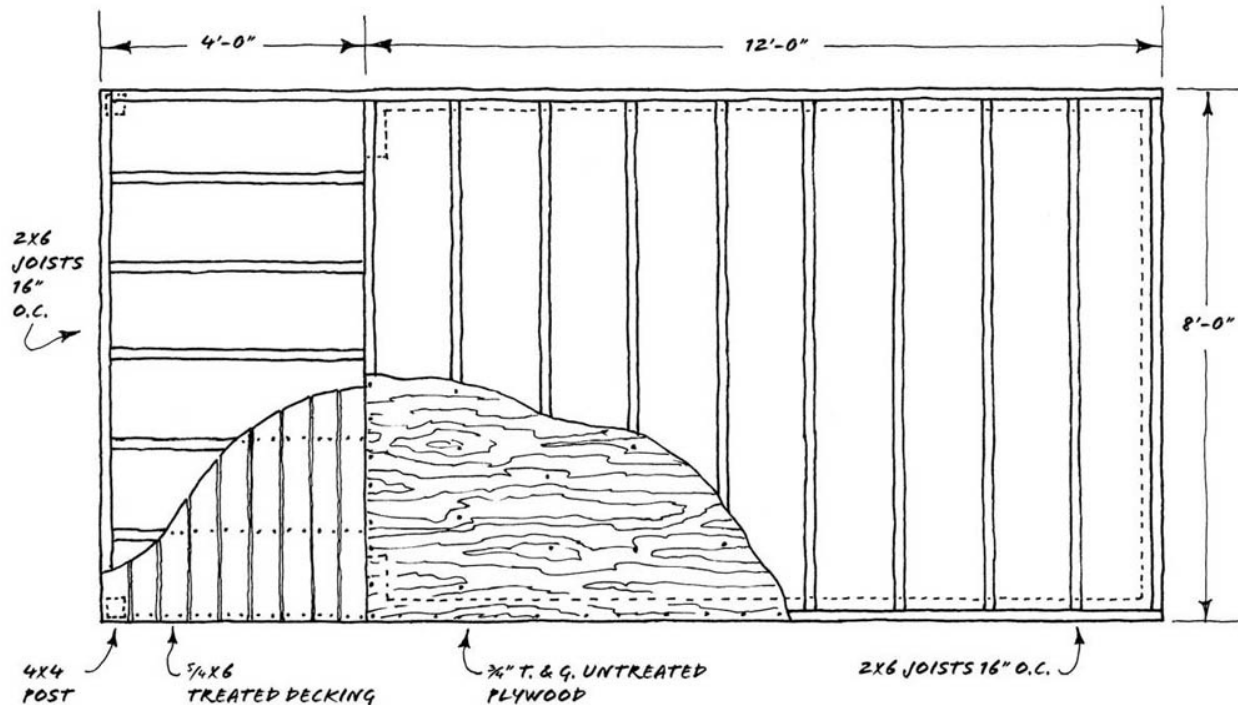 4'-0"
12'-0"
2X6
JOISTS
16"
O.C.
8'-0"
4X4
POST
5/4X6
TREATED DECKING
3/4" T. & G. UNTREATED
PLYWOOD
2X6 JOISTS 16" O.C.